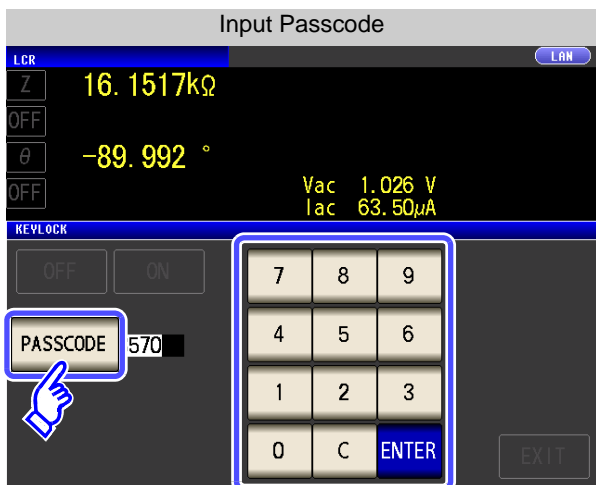 Input Passcode
LCR
LAN
Z 16.1517kΩ
OFF
θ -89.992 °
OFF
Vac 1.026 V
Iac 63.50μA
KEYLOCK
OFF ON
7 8 9
PASSCODE 570
4 5 6
1 2 3
0 C ENTER
EXIT